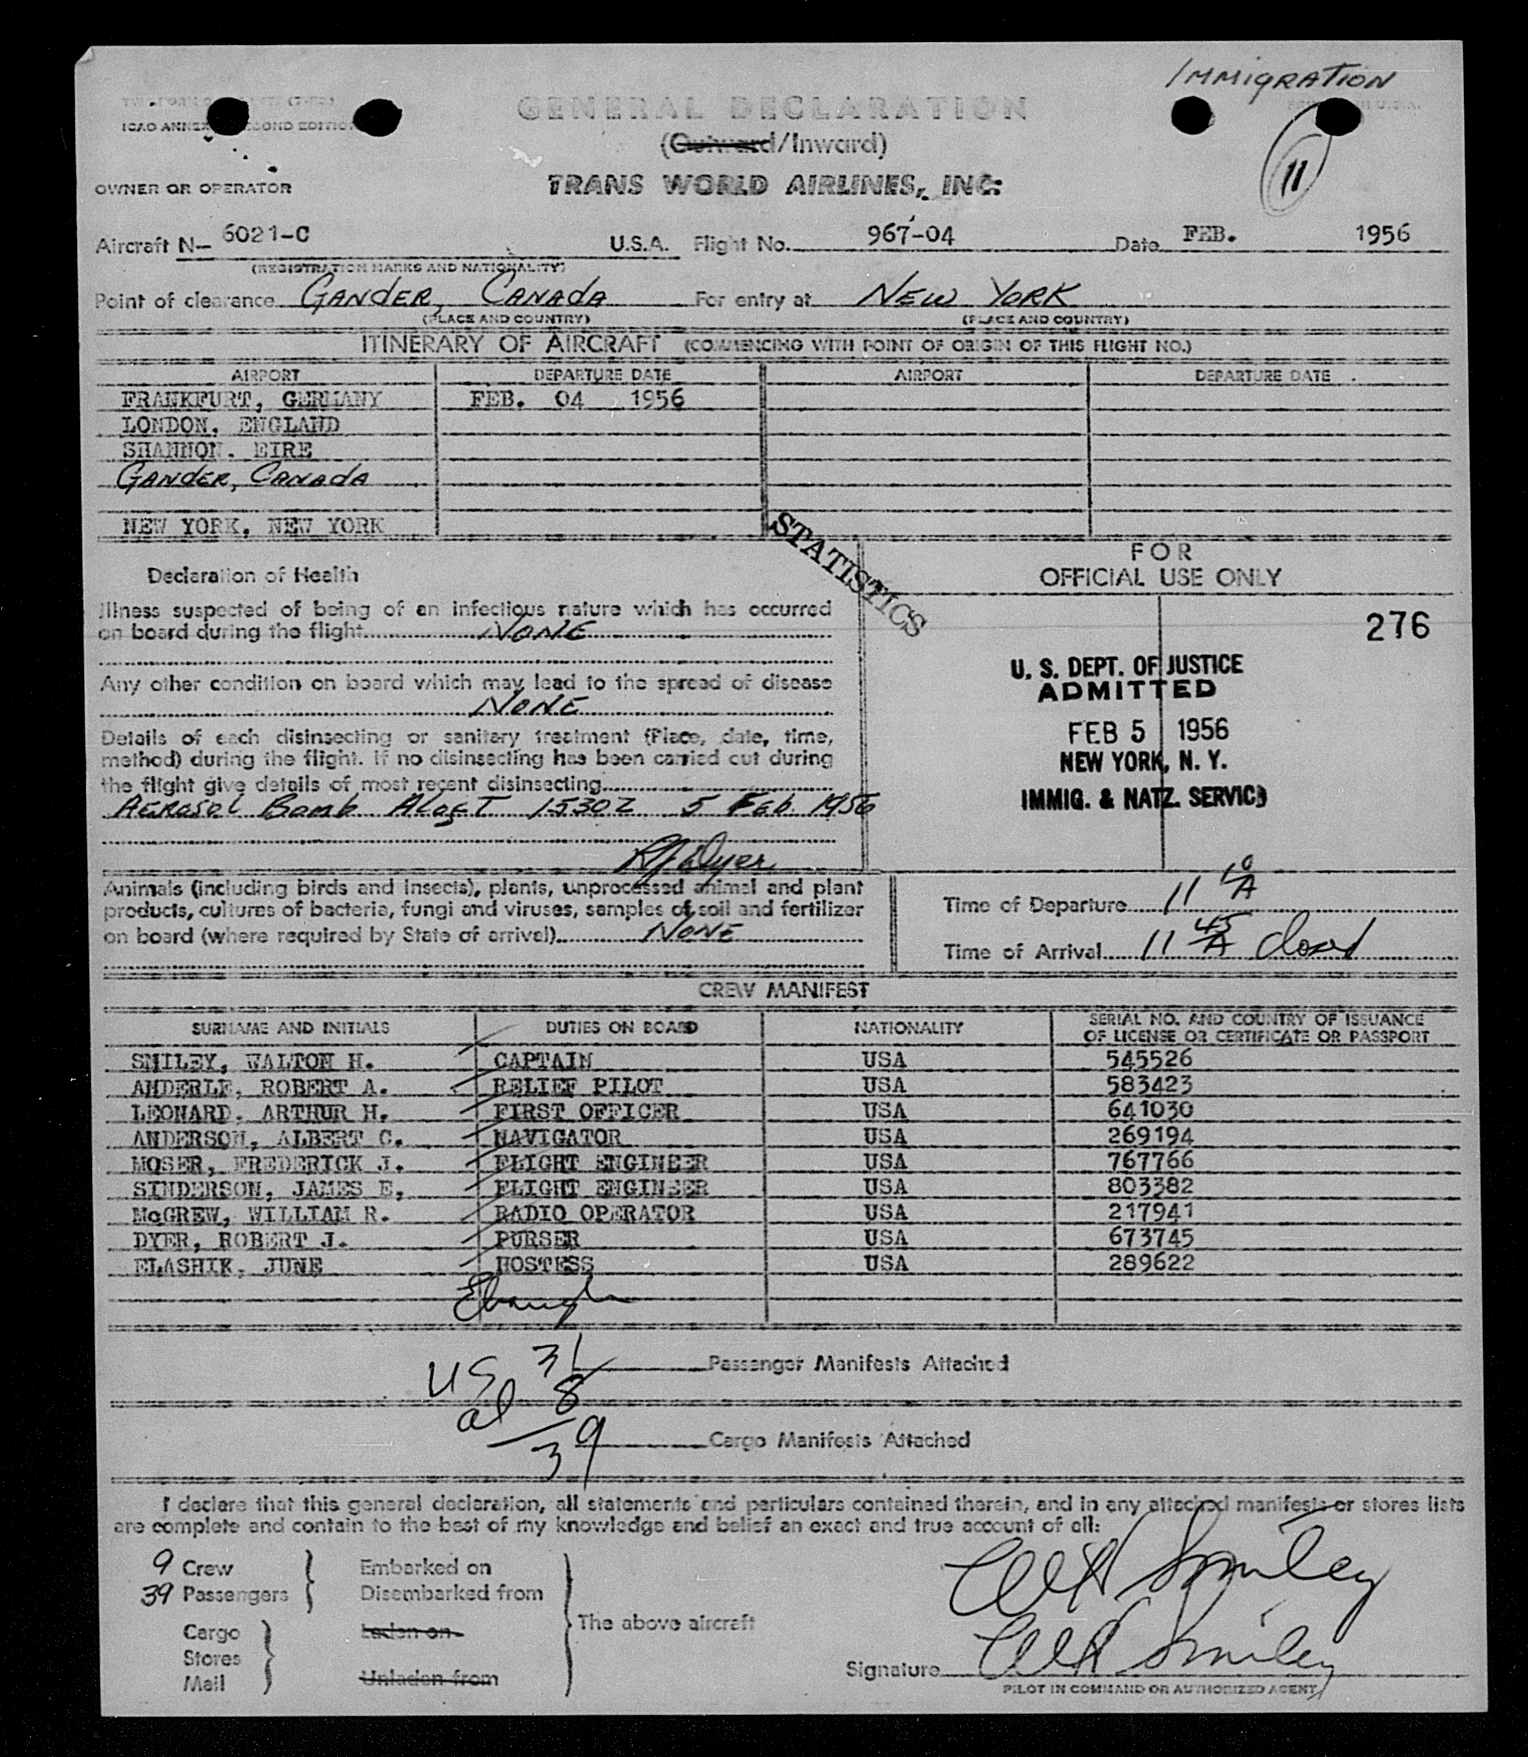 IMMIGRATION
ICAO ANNEX SECOND EDITION
GENERAL DECLARATION
(Outward/Inward)
11
OWNER OR OPERATOR TRANS WORLD AIRLINES, INC.
Aircraft N- 6021-C U.S.A. Flight No. 967-04 Date FEB. 1956
(REGISTRATION MARKS AND NATIONALITY)
Point of clearance GANDER, CANADA For entry at NEW YORK
(PLACE AND COUNTRY) (PLACE AND COUNTRY)
ITINERARY OF AIRCRAFT (COMMENCING WITH POINT OF ORIGIN OF THIS FLIGHT NO.)
AIRPORT DEPARTURE DATE AIRPORT DEPARTURE DATE
FRANKFURT, GERMANY FEB. 04 1956
LONDON, ENGLAND
SHANNON. EIRE
GANDER, CANADA
NEW YORK, NEW YORK
STATISTICS
Declaration of Health
FOR
OFFICIAL USE ONLY
Illness suspected of being of an infectious nature which has occurred
on board during the flight NONE
276
Any other condition on board which may lead to the spread of disease
NONE
U. S. DEPT. OF JUSTICE
ADMITTED
FEB 5 1956
NEW YORK, N. Y.
IMMIG. & NATZ. SERVICE
Details of each disinsecting or sanitary treatment (Place, date, time,
method) during the flight. If no disinsecting has been carried out during
the flight give details of most recent disinsecting
AEROSOL Bomb ALOFT 1530Z 5 Feb 1956
RJ Dyer
Animals (including birds and insects), plants, unprocessed animal and plant
products, cultures of bacteria, fungi and viruses, samples of soil and fertilizer
on board (where required by State of arrival) NONE
Time of Departure 11 10 A
Time of Arrival 11 45 A closed
CREW MANIFEST
SURNAME AND INITIALS DUTIES ON BOARD NATIONALITY SERIAL NO. AND COUNTRY OF ISSUANCE
OF LICENSE OR CERTIFICATE OR PASSPORT
SMILEY, WALTON H. CAPTAIN USA 545526
ANDERLE, ROBERT A. RELIEF PILOT USA 583423
LEONARD. ARTHUR H. FIRST OFFICER USA 641030
ANDERSON, ALBERT C. NAVIGATOR USA 269194
MOSER, FREDERICK J. FLIGHT ENGINEER USA 767766
SINDERSON, JAMES E, FLIGHT ENGINEER USA 803382
McGREW, WILLIAM R. RADIO OPERATOR USA 217941
DYER, ROBERT J. PURSER USA 673745
ELASHIK, JUNE HOSTESS USA 289622
US 31 Passenger Manifests Attached
al 8
39 Cargo Manifests Attached
I declare that this general declaration, all statements and particulars contained therein, and in any attached manifests or stores lists
are complete and contain to the best of my knowledge and belief an exact and true account of all:
9 Crew Embarked on
39 Passengers Disembarked from
The above aircraft
Cargo Laden on
Stores
Mail Unladen from
WH Smiley
Signature WH Smiley
PILOT IN COMMAND OR AUTHORIZED AGENT